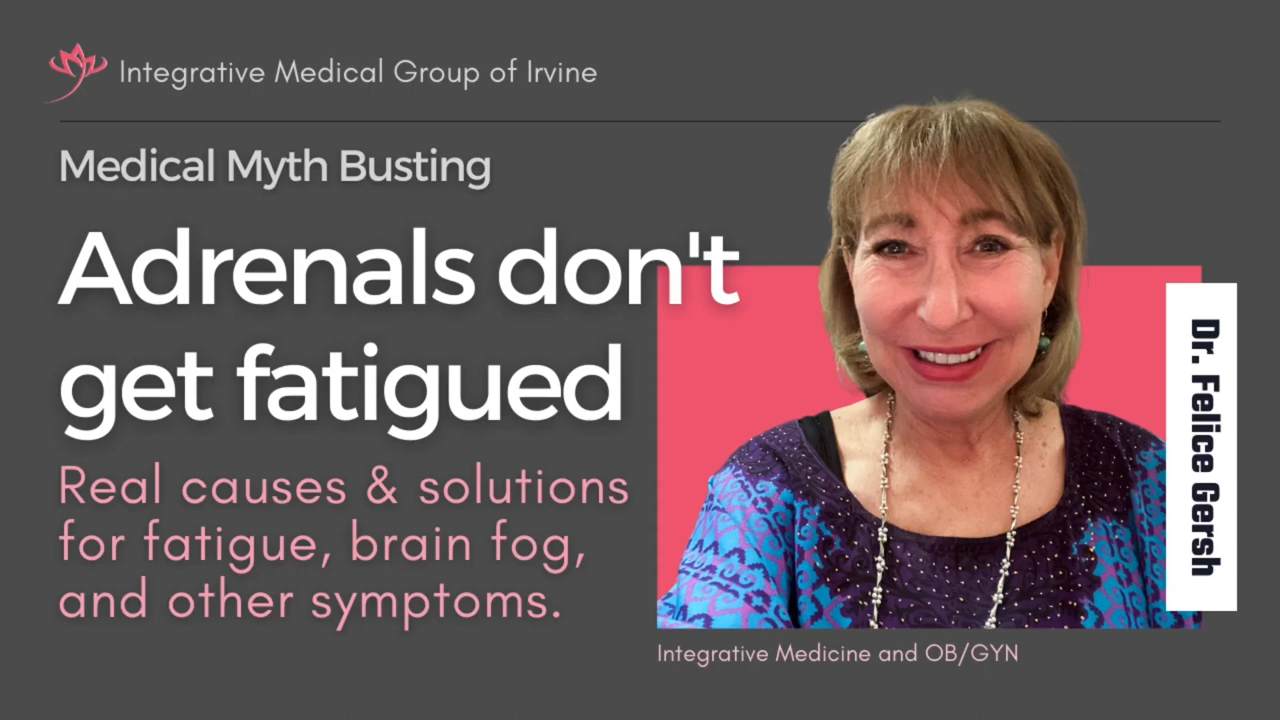 Integrative Medical Group of Irvine
Medical Myth Busting
Adrenals don't
get fatigued
Real causes & solutions
for fatigue, brain fog,
and other symptoms.
Dr. Felice Gersh
Integrative Medicine and OB/GYN